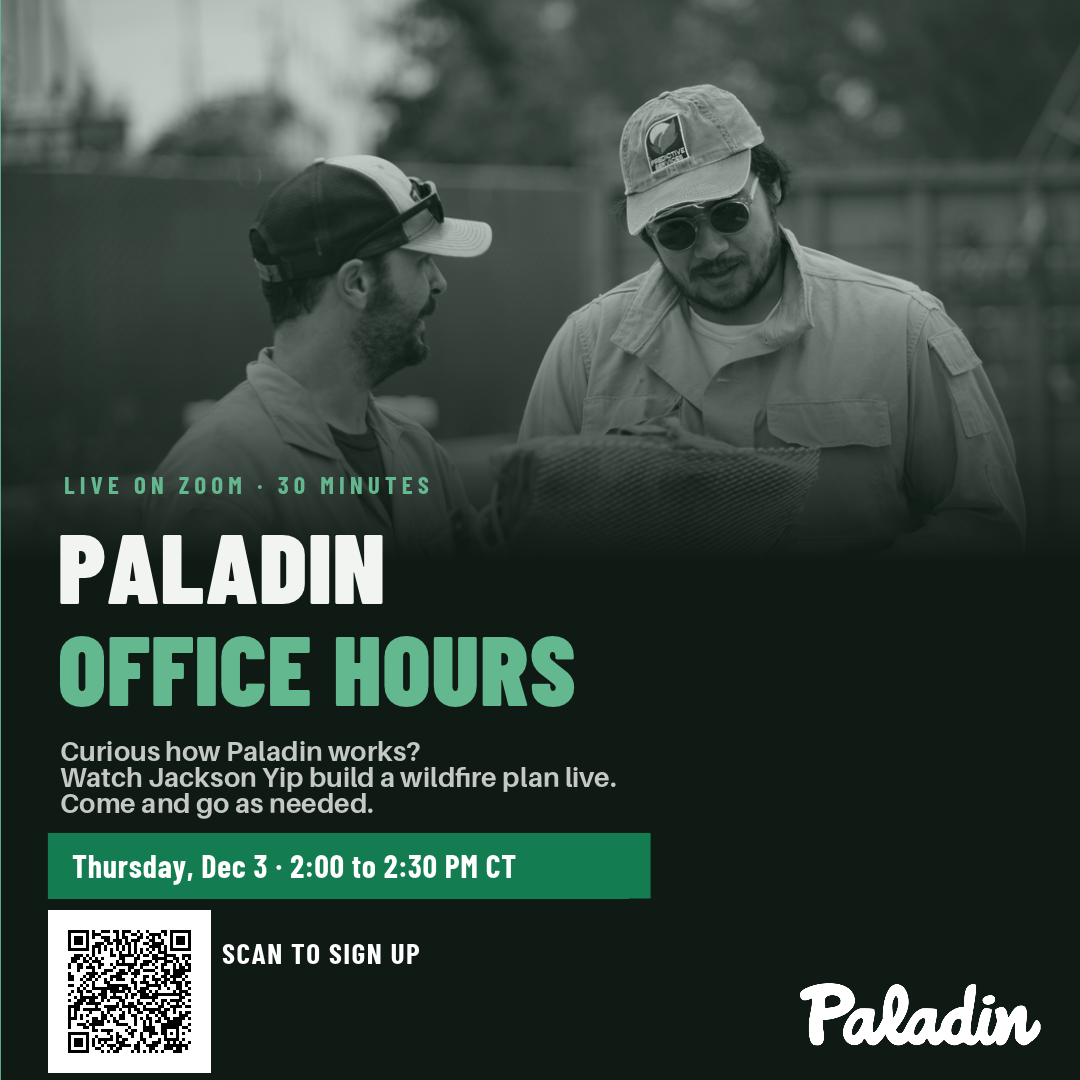 PREDICTIVE
SERVICES
LIVE ON ZOOM · 30 MINUTES
PALADIN
OFFICE HOURS
Curious how Paladin works?
Watch Jackson Yip build a wildfire plan live.
Come and go as needed.
Thursday, Dec 3 · 2:00 to 2:30 PM CT
SCAN TO SIGN UP
Paladin